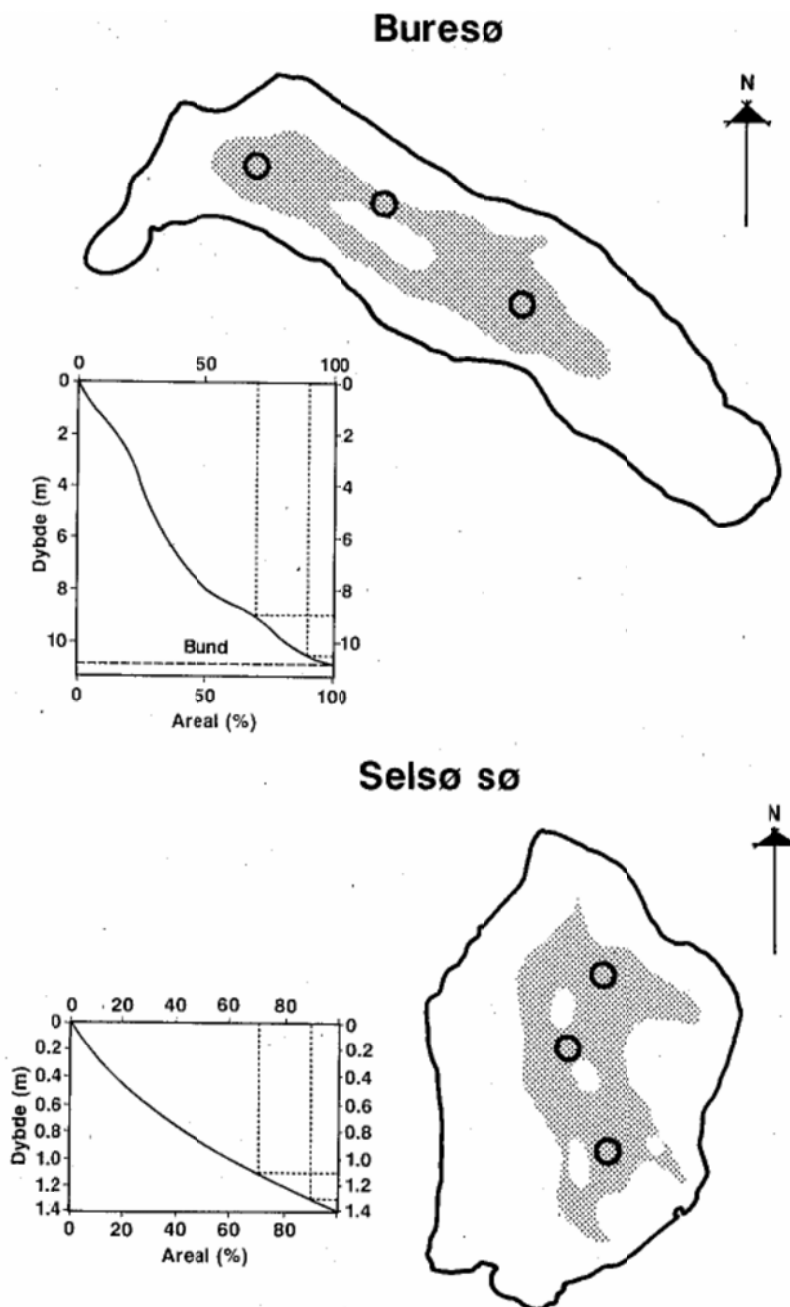 Buresø
N
0 50 100
0 0
2 2
4 4
6 6
8 8
10 10
Dybde (m)
Bund
0 50 100
Areal (%)
Selsø sø
N
0 20 40 60 80
0 0
0.2 0.2
0.4 0.4
0.6 0.6
0.8 0.8
1.0 1.0
1.2 1.2
1.4 1.4
Dybde (m)
0 20 40 60 80
Areal (%)